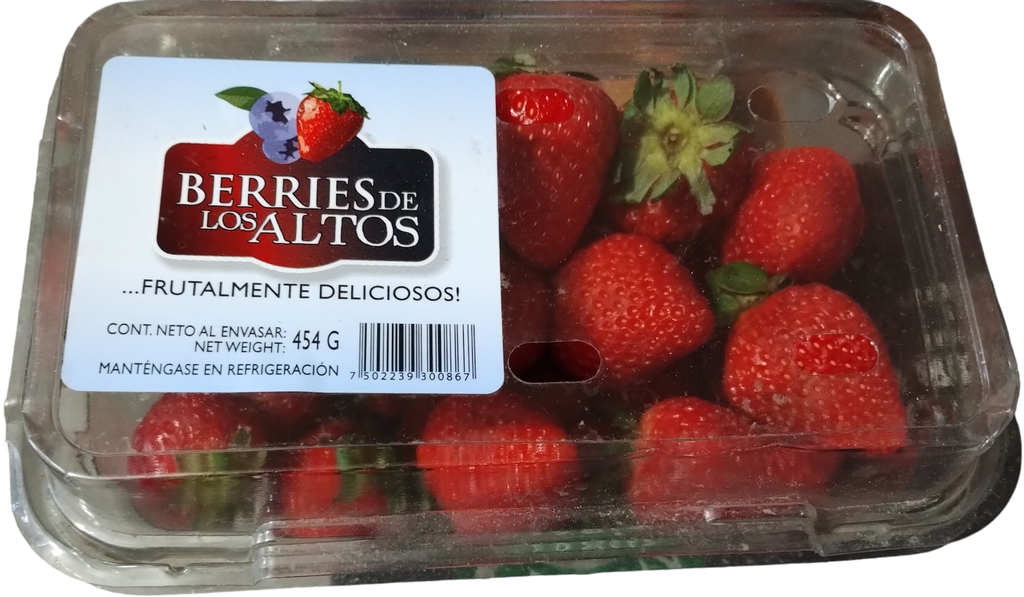 BERRIES DE
LOS ALTOS
...FRUTALMENTE DELICIOSOS!
CONT. NETO AL ENVASAR:
NET WEIGHT: 454 G
MANTÉNGASE EN REFRIGERACIÓN
7 502239 300867